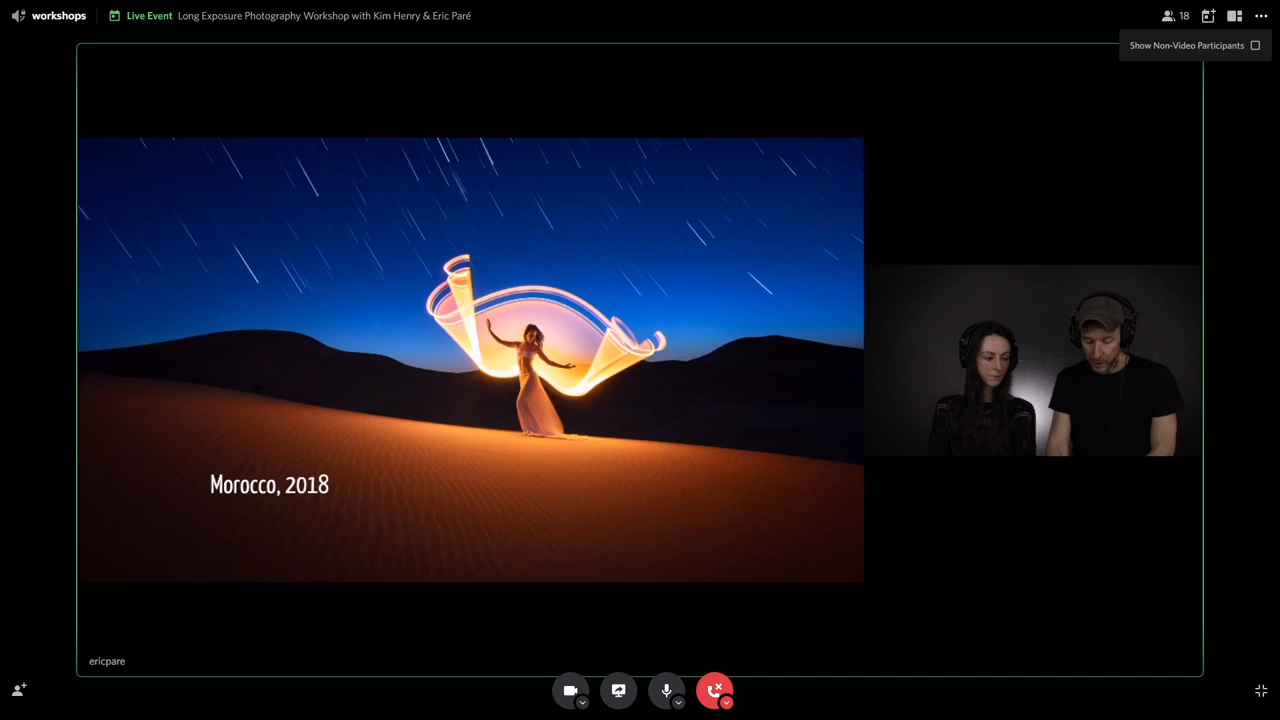 workshops
Live Event Long Exposure Photography Workshop with Kim Henry & Eric Paré
18
Show Non-Video Participants
Morocco, 2018
ericpare